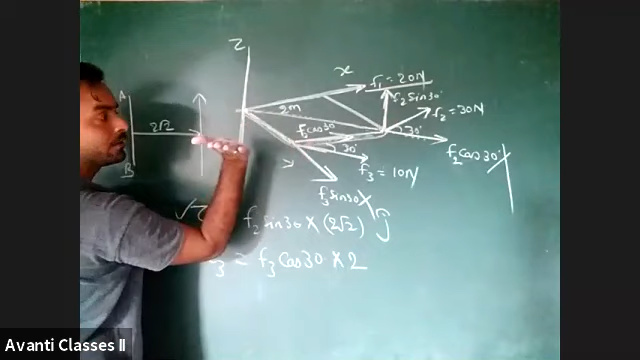 Z
x
A
f₁ = 20N
f₂ sin30°
2m
f₂ = 30N
2√2
f₃ cos30°
30°
30°
f₂ cos30°
B
f₃ = 10N
f₃ sin30
f₂ sin30 × (2√2) ĵ
₃ = f₃ Cos30 × 2
Avanti Classes II